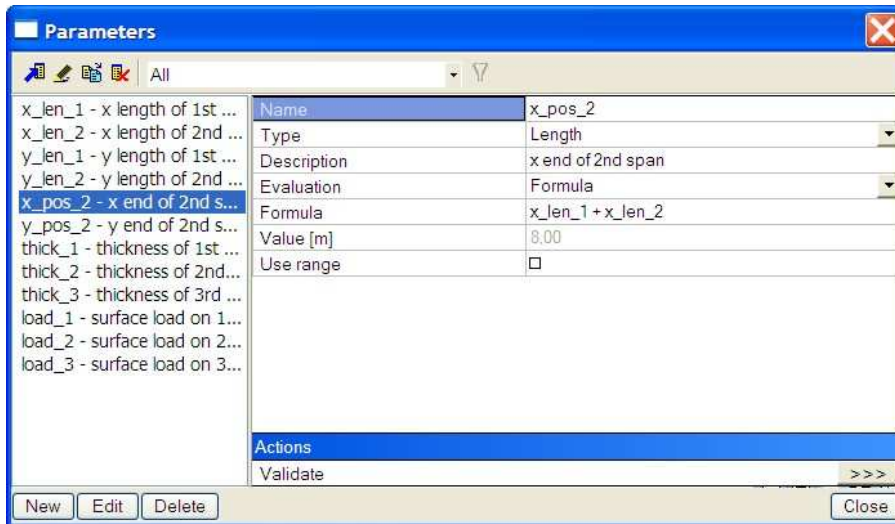 Parameters
All
x_len_1 - x length of 1st ...
x_len_2 - x length of 2nd ...
y_len_1 - y length of 1st ...
y_len_2 - y length of 2nd ...
x_pos_2 - x end of 2nd s...
y_pos_2 - y end of 2nd s...
thick_1 - thickness of 1st ...
thick_2 - thickness of 2nd...
thick_3 - thickness of 3rd ...
load_1 - surface load on 1...
load_2 - surface load on 2...
load_3 - surface load on 3...
Name x_pos_2
Type Length
Description x end of 2nd span
Evaluation Formula
Formula x_len_1 + x_len_2
Value [m] 8,00
Use range
Actions
Validate >>>
New Edit Delete Close